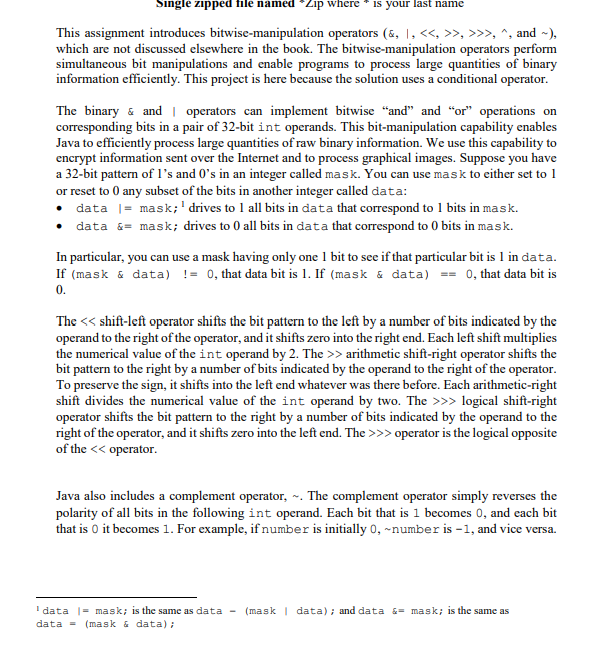 Single zipped file named *Zip where * is your last name
This assignment introduces bitwise-manipulation operators (&, |, <<, >>, >>>, ^, and ~),
which are not discussed elsewhere in the book. The bitwise-manipulation operators perform
simultaneous bit manipulations and enable programs to process large quantities of binary
information efficiently. This project is here because the solution uses a conditional operator.
The binary & and | operators can implement bitwise “and” and “or” operations on
corresponding bits in a pair of 32-bit int operands. This bit-manipulation capability enables
Java to efficiently process large quantities of raw binary information. We use this capability to
encrypt information sent over the Internet and to process graphical images. Suppose you have
a 32-bit pattern of 1’s and 0’s in an integer called mask. You can use mask to either set to 1
or reset to 0 any subset of the bits in another integer called data:
• data |= mask; 1 drives to 1 all bits in data that correspond to 1 bits in mask.
• data &= mask; drives to 0 all bits in data that correspond to 0 bits in mask.
In particular, you can use a mask having only one 1 bit to see if that particular bit is 1 in data.
If (mask & data) != 0, that data bit is 1. If (mask & data) == 0, that data bit is
0.
The << shift-left operator shifts the bit pattern to the left by a number of bits indicated by the
operand to the right of the operator, and it shifts zero into the right end. Each left shift multiplies
the numerical value of the int operand by 2. The >> arithmetic shift-right operator shifts the
bit pattern to the right by a number of bits indicated by the operand to the right of the operator.
To preserve the sign, it shifts into the left end whatever was there before. Each arithmetic-right
shift divides the numerical value of the int operand by two. The >>> logical shift-right
operator shifts the bit pattern to the right by a number of bits indicated by the operand to the
right of the operator, and it shifts zero into the left end. The >>> operator is the logical opposite
of the << operator.
Java also includes a complement operator, ~. The complement operator simply reverses the
polarity of all bits in the following int operand. Each bit that is 1 becomes 0, and each bit
that is 0 it becomes 1. For example, if number is initially 0, ~number is -1, and vice versa.
1 data |= mask; is the same as data = (mask | data); and data &= mask; is the same as
data = (mask & data);